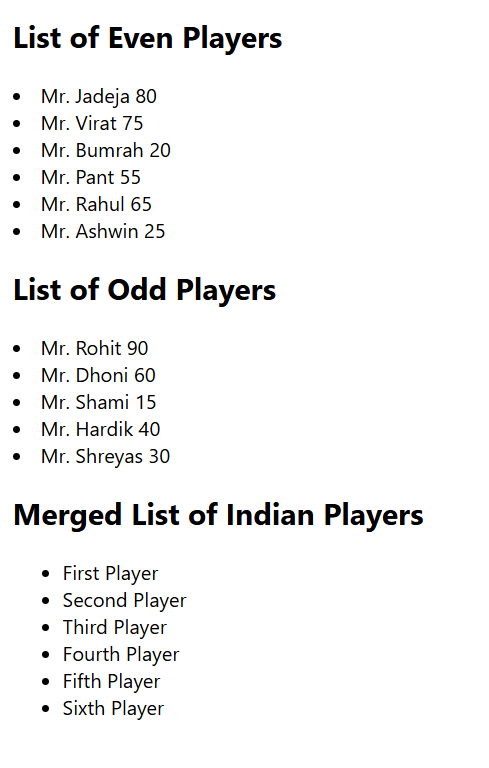 List of Even Players
Mr. Jadeja 80
Mr. Virat 75
Mr. Bumrah 20
Mr. Pant 55
Mr. Rahul 65
Mr. Ashwin 25
List of Odd Players
Mr. Rohit 90
Mr. Dhoni 60
Mr. Shami 15
Mr. Hardik 40
Mr. Shreyas 30
Merged List of Indian Players
First Player
Second Player
Third Player
Fourth Player
Fifth Player
Sixth Player